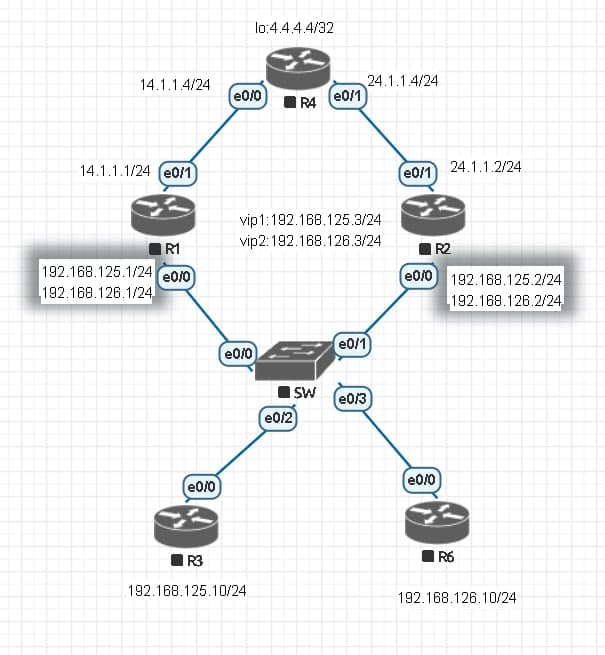 lo:4.4.4.4/32
14.1.1.4/24
24.1.1.4/24
e0/0
e0/1
R4
14.1.1.1/24
e0/1
e0/1
24.1.1.2/24
vip1:192.168.125.3/24
vip2:192.168.126.3/24
R1
R2
192.168.125.1/24
192.168.126.1/24
e0/0
e0/0
192.168.125.2/24
192.168.126.2/24
e0/0
e0/1
SW
e0/2
e0/3
e0/0
e0/0
R3
R6
192.168.125.10/24
192.168.126.10/24